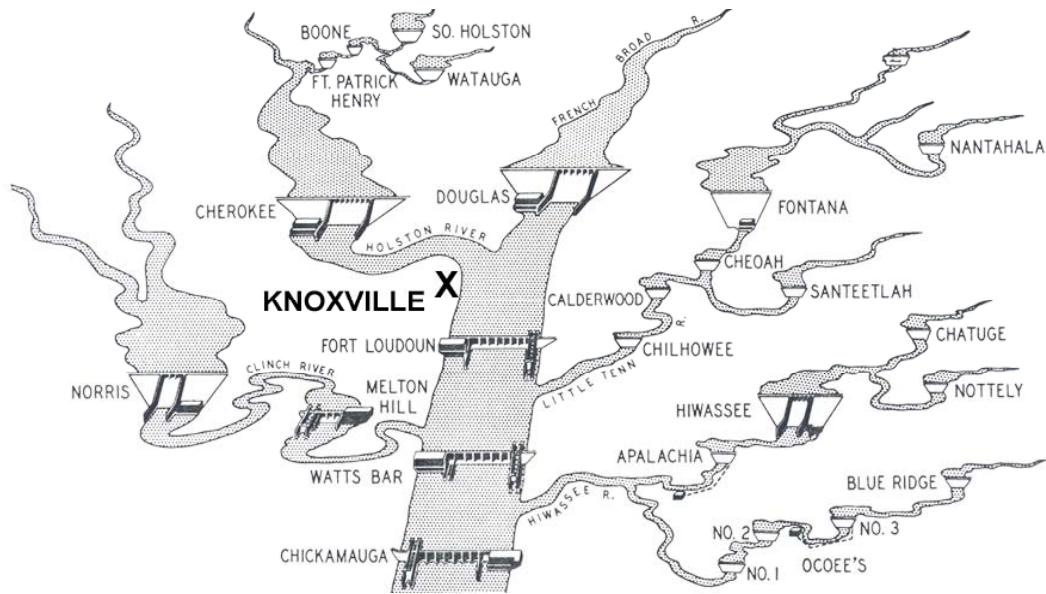 BOONE
SO. HOLSTON
FT. PATRICK
HENRY
WATAUGA
FRENCH BROAD R.
NANTAHALA
CHEROKEE
DOUGLAS
FONTANA
HOLSTON RIVER
CHEOAH
KNOXVILLE X
CALDERWOOD
SANTEETLAH
FORT LOUDOUN
CHILHOWEE
CHATUGE
LITTLE TENN R.
NORRIS
CLINCH RIVER
MELTON
HILL
HIWASSEE
NOTTELY
WATTS BAR
APALACHIA
BLUE RIDGE
HIWASSEE R.
NO. 2
NO. 3
CHICKAMAUGA
NO. 1
OCOEE'S